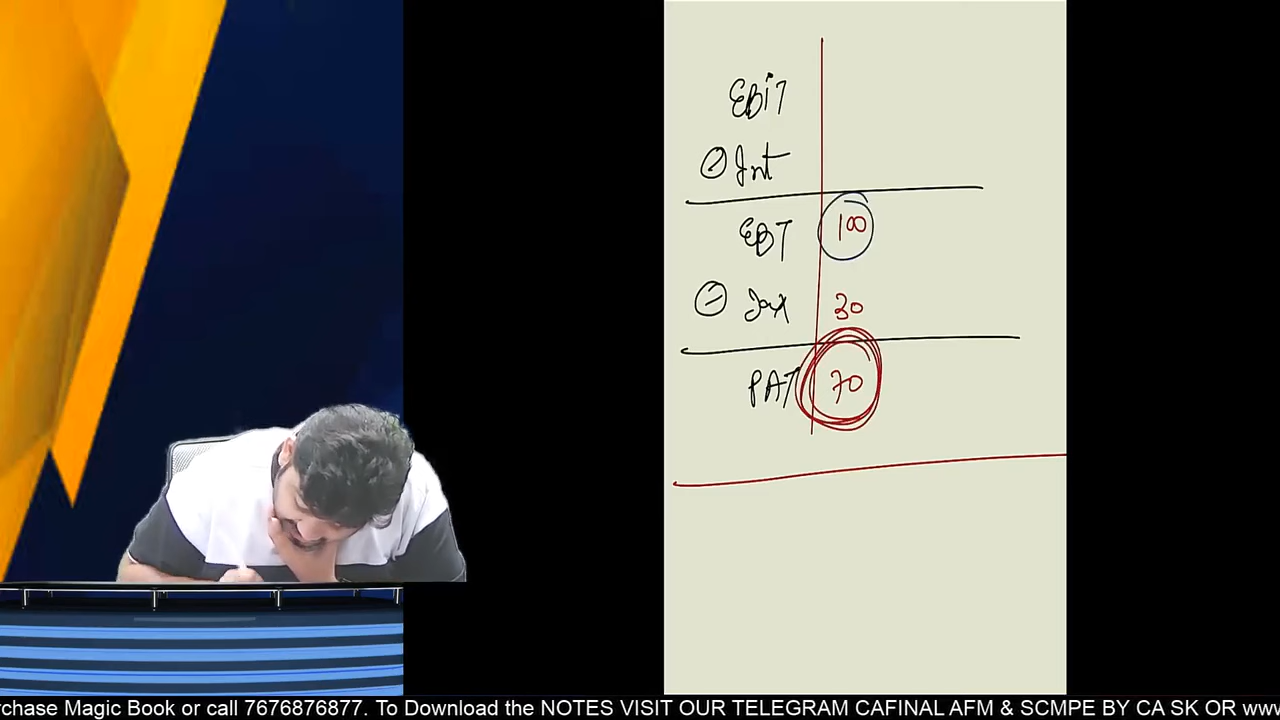 EBIT
⊖ Int
EBT 100
⊖ Tax 30
PAT 70
rchase Magic Book or call 7676876877. To Download the NOTES VISIT OUR TELEGRAM CAFINAL AFM & SCMPE BY CA SK OR ww